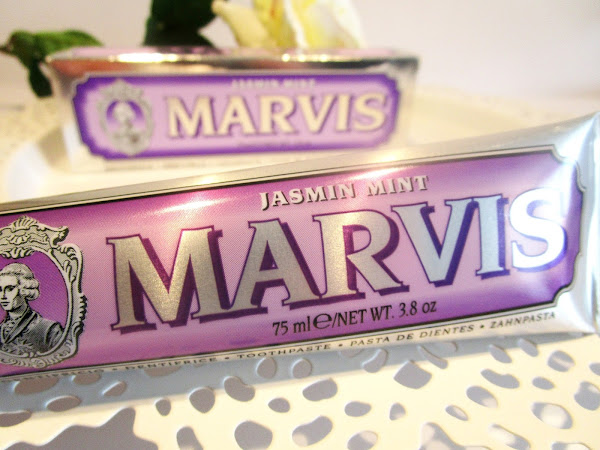 JASMIN MINT
MARVIS
JASMIN MINT
MARVIS
75 ml ℮/NET WT. 3.8 oz
DENTIFRICE • TOOTHPASTE • PASTA DE DIENTES • ZAHNPASTA